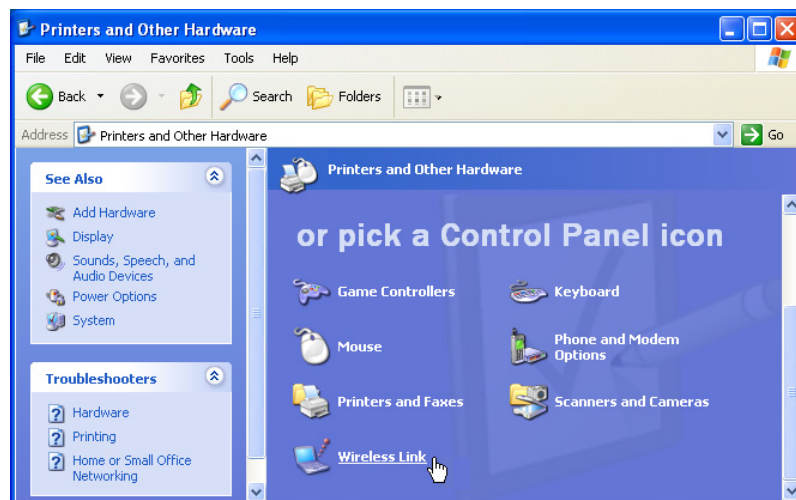 Printers and Other Hardware
File Edit View Favorites Tools Help
Back Search Folders
Address Printers and Other Hardware Go
See Also
Add Hardware
Display
Sounds, Speech, and
Audio Devices
Power Options
System
Troubleshooters
Hardware
Printing
Home or Small Office
Networking
Printers and Other Hardware
or pick a Control Panel icon
Game Controllers
Keyboard
Mouse
Phone and Modem
Options
Printers and Faxes
Scanners and Cameras
Wireless Link